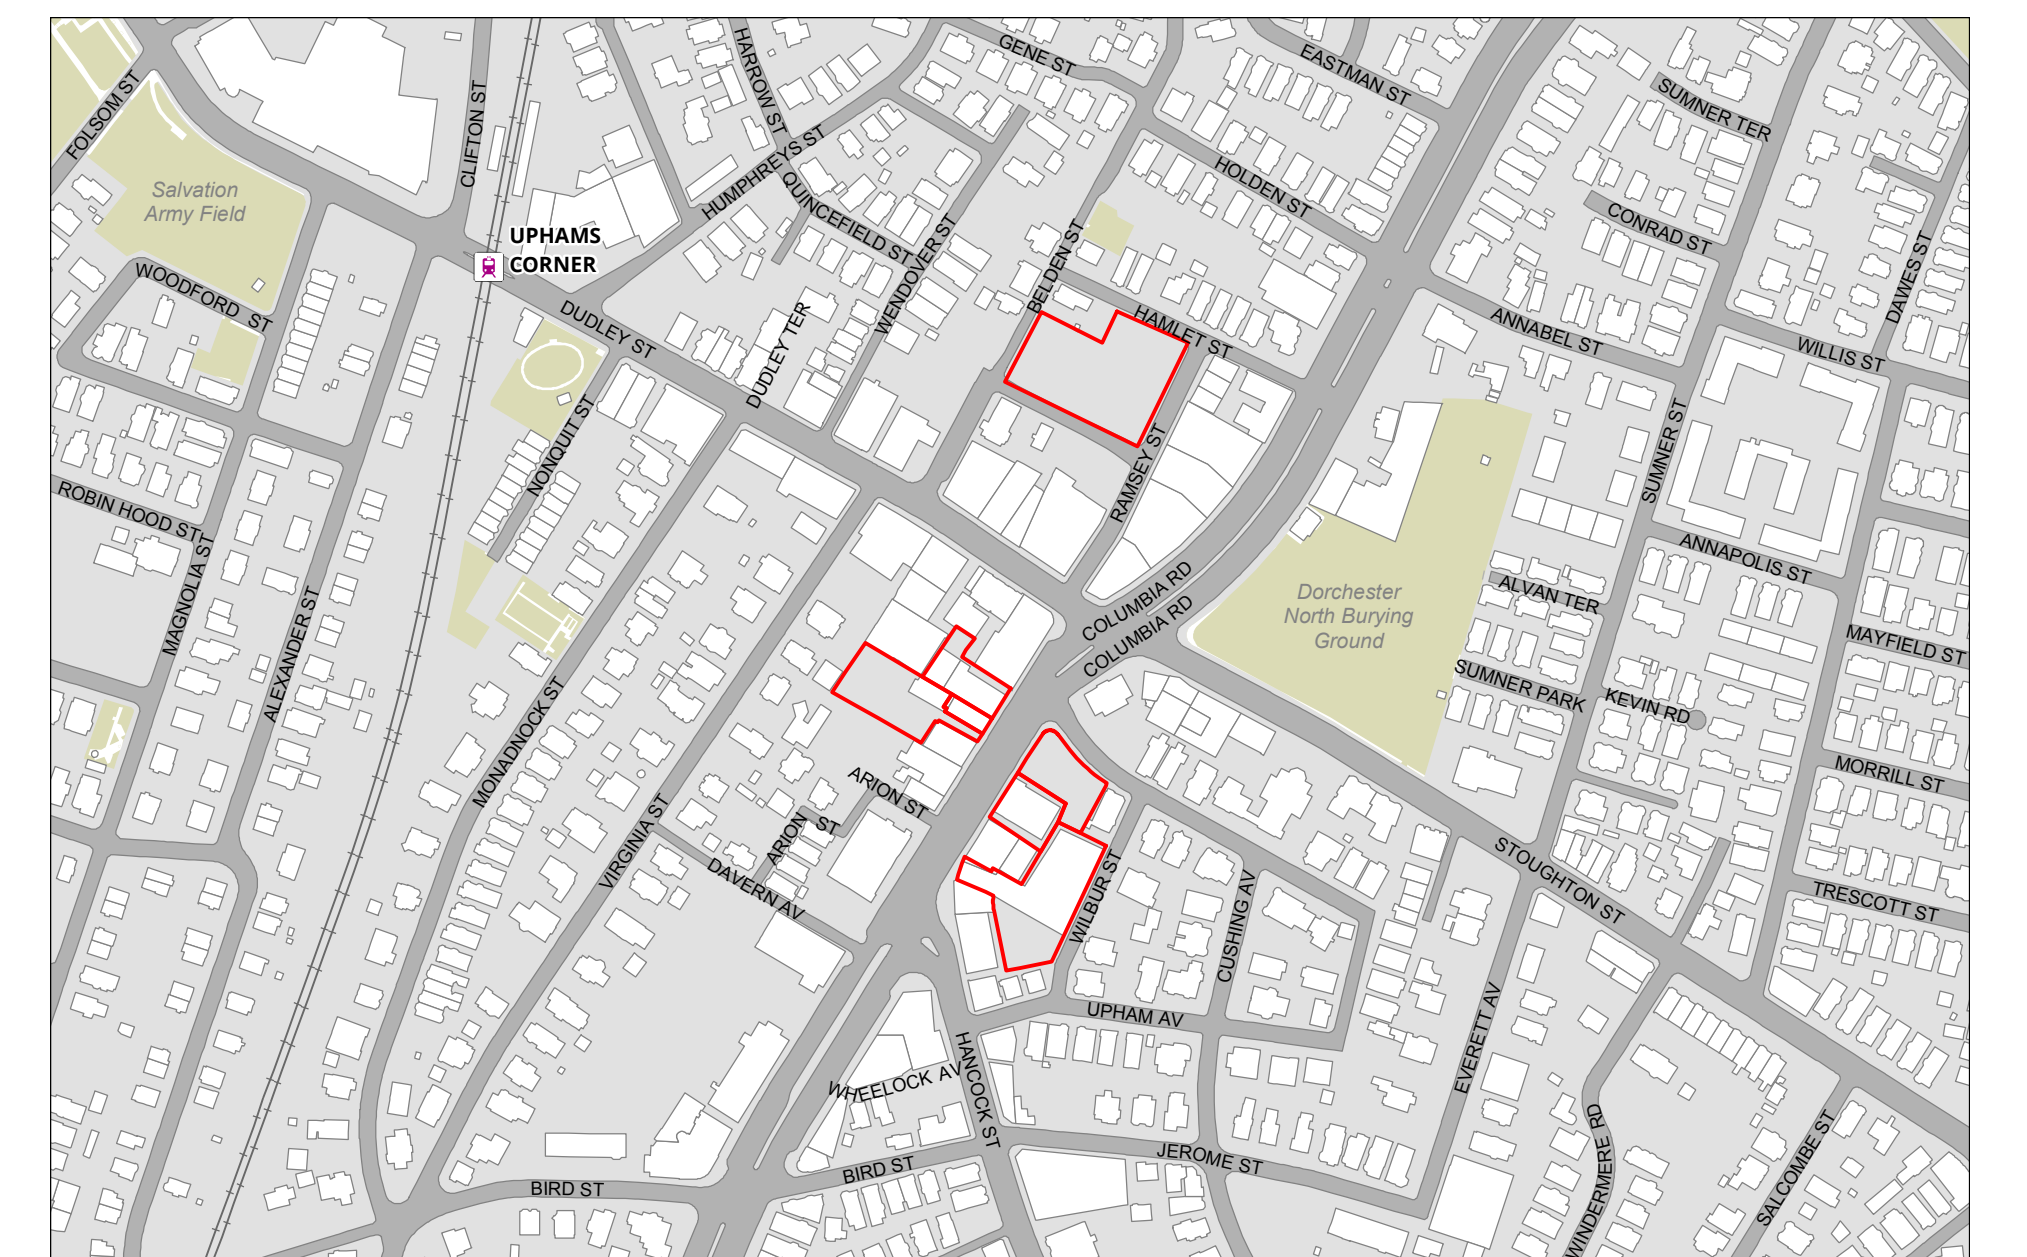 GENE ST
EASTMAN ST
HARROW ST
FOLSOM ST
CLIFTON ST
SUMNER TER
HUMPHREYS ST
Salvation
Army Field
QUINCEFIELD ST
HOLDEN ST
CONRAD ST
UPHAMS
CORNER
WENDOVER ST
BELDEN ST
DAWES ST
WOODFORD ST
DUDLEY ST
DUDLEY TER
HAMLET ST
ANNABEL ST
WILLIS ST
NONQUIT ST
RAMSEY ST
SUMNER ST
ROBIN HOOD ST
MAGNOLIA ST
ALEXANDER ST
ANNAPOLIS ST
COLUMBIA RD
COLUMBIA RD
Dorchester
North Burying
Ground
ALVAN TER
MAYFIELD ST
SUMNER PARK
KEVIN RD
MONADNOCK ST
MORRILL ST
ARION ST
ARION ST
VIRGINIA ST
DAVERN AV
STOUGHTON ST
WILBUR ST
CUSHING AV
TRESCOTT ST
UPHAM AV
EVERETT AV
HANCOCK ST
WHEELOCK AV
WINDERMERE RD
SALCOMBE ST
BIRD ST
BIRD ST
JEROME ST